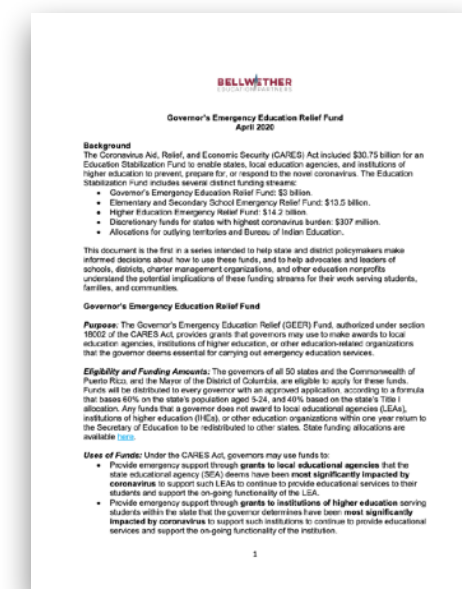 BELLWETHER
EDUCATION PARTNERS
Governor's Emergency Education Relief Fund
April 2020
Background
The Coronavirus Aid, Relief, and Economic Security (CARES) Act included $30.75 billion for an
Education Stabilization Fund to enable states, local education agencies, and institutions of
higher education to prevent, prepare for, or respond to the novel coronavirus. The Education
Stabilization Fund includes several distinct funding streams:
• Governor's Emergency Education Relief Fund: $3 billion.
• Elementary and Secondary School Emergency Relief Fund: $13.5 billion.
• Higher Education Emergency Relief Fund: $14.2 billion.
• Discretionary funds for states with highest coronavirus burden: $307 million.
• Allocations for outlying territories and Bureau of Indian Education.
This document is the first in a series intended to help state and district policymakers make
informed decisions about how to use these funds, and to help advocates and leaders of
schools, districts, charter management organizations, and other education nonprofits
understand the potential implications of these funding streams for their work serving students,
families, and communities.
Governor's Emergency Education Relief Fund
Purpose: The Governor's Emergency Education Relief (GEER) Fund, authorized under section
18002 of the CARES Act, provides grants that governors may use to make awards to local
education agencies, institutions of higher education, or other education-related organizations
that the governor deems essential for carrying out emergency education services.
Eligibility and Funding Amounts: The governors of all 50 states and the Commonwealth of
Puerto Rico, and the Mayor of the District of Columbia, are eligible to apply for these funds.
Funds will be distributed to every governor with an approved application, according to a formula
that bases 60% on the state's population aged 5-24, and 40% based on the state's Title I
allocation. Any funds that a governor does not award to local educational agencies (LEAs),
institutions of higher education (IHEs), or other education organizations within one year return to
the Secretary of Education to be redistributed to other states. State funding allocations are
available here.
Uses of Funds: Under the CARES Act, governors may use funds to:
• Provide emergency support through grants to local educational agencies that the
state educational agency (SEA) deems have been most significantly impacted by
coronavirus to support such LEAs to continue to provide educational services to their
students and support the on-going functionality of the LEA.
• Provide emergency support through grants to institutions of higher education serving
students within the state that the governor determines have been most significantly
impacted by coronavirus to support such institutions to continue to provide educational
services and support the on-going functionality of the institution.
1